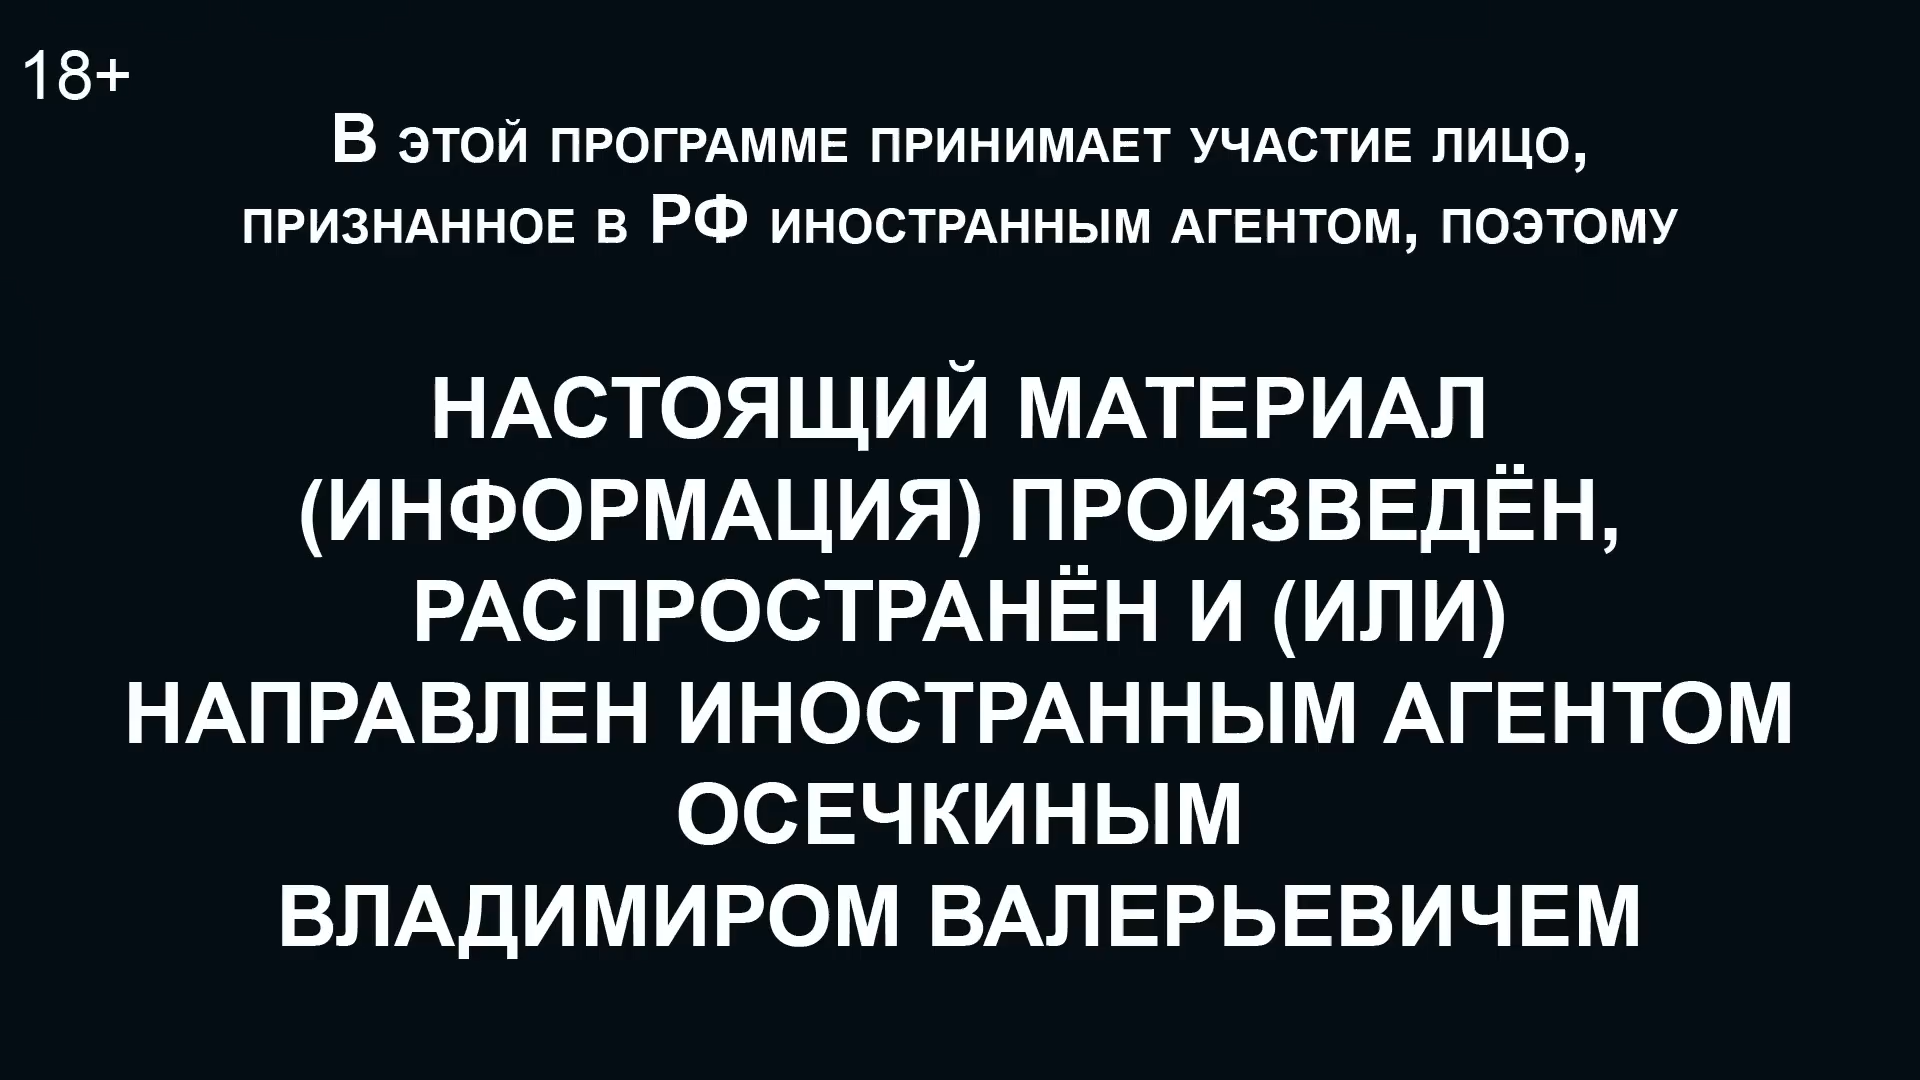 18+
В ЭТОЙ ПРОГРАММЕ ПРИНИМАЕТ УЧАСТИЕ ЛИЦО,
ПРИЗНАННОЕ В РФ ИНОСТРАННЫМ АГЕНТОМ, ПОЭТОМУ
НАСТОЯЩИЙ МАТЕРИАЛ
(ИНФОРМАЦИЯ) ПРОИЗВЕДЁН,
РАСПРОСТРАНЁН И (ИЛИ)
НАПРАВЛЕН ИНОСТРАННЫМ АГЕНТОМ
ОСЕЧКИНЫМ
ВЛАДИМИРОМ ВАЛЕРЬЕВИЧЕМ